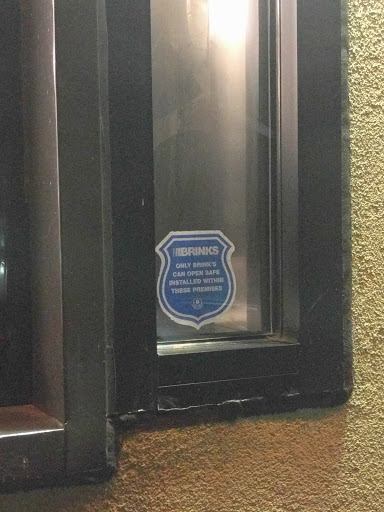 BRINKS
ONLY BRINK'S
CAN OPEN SAFE
INSTALLED WITHIN
THESE PREMISES